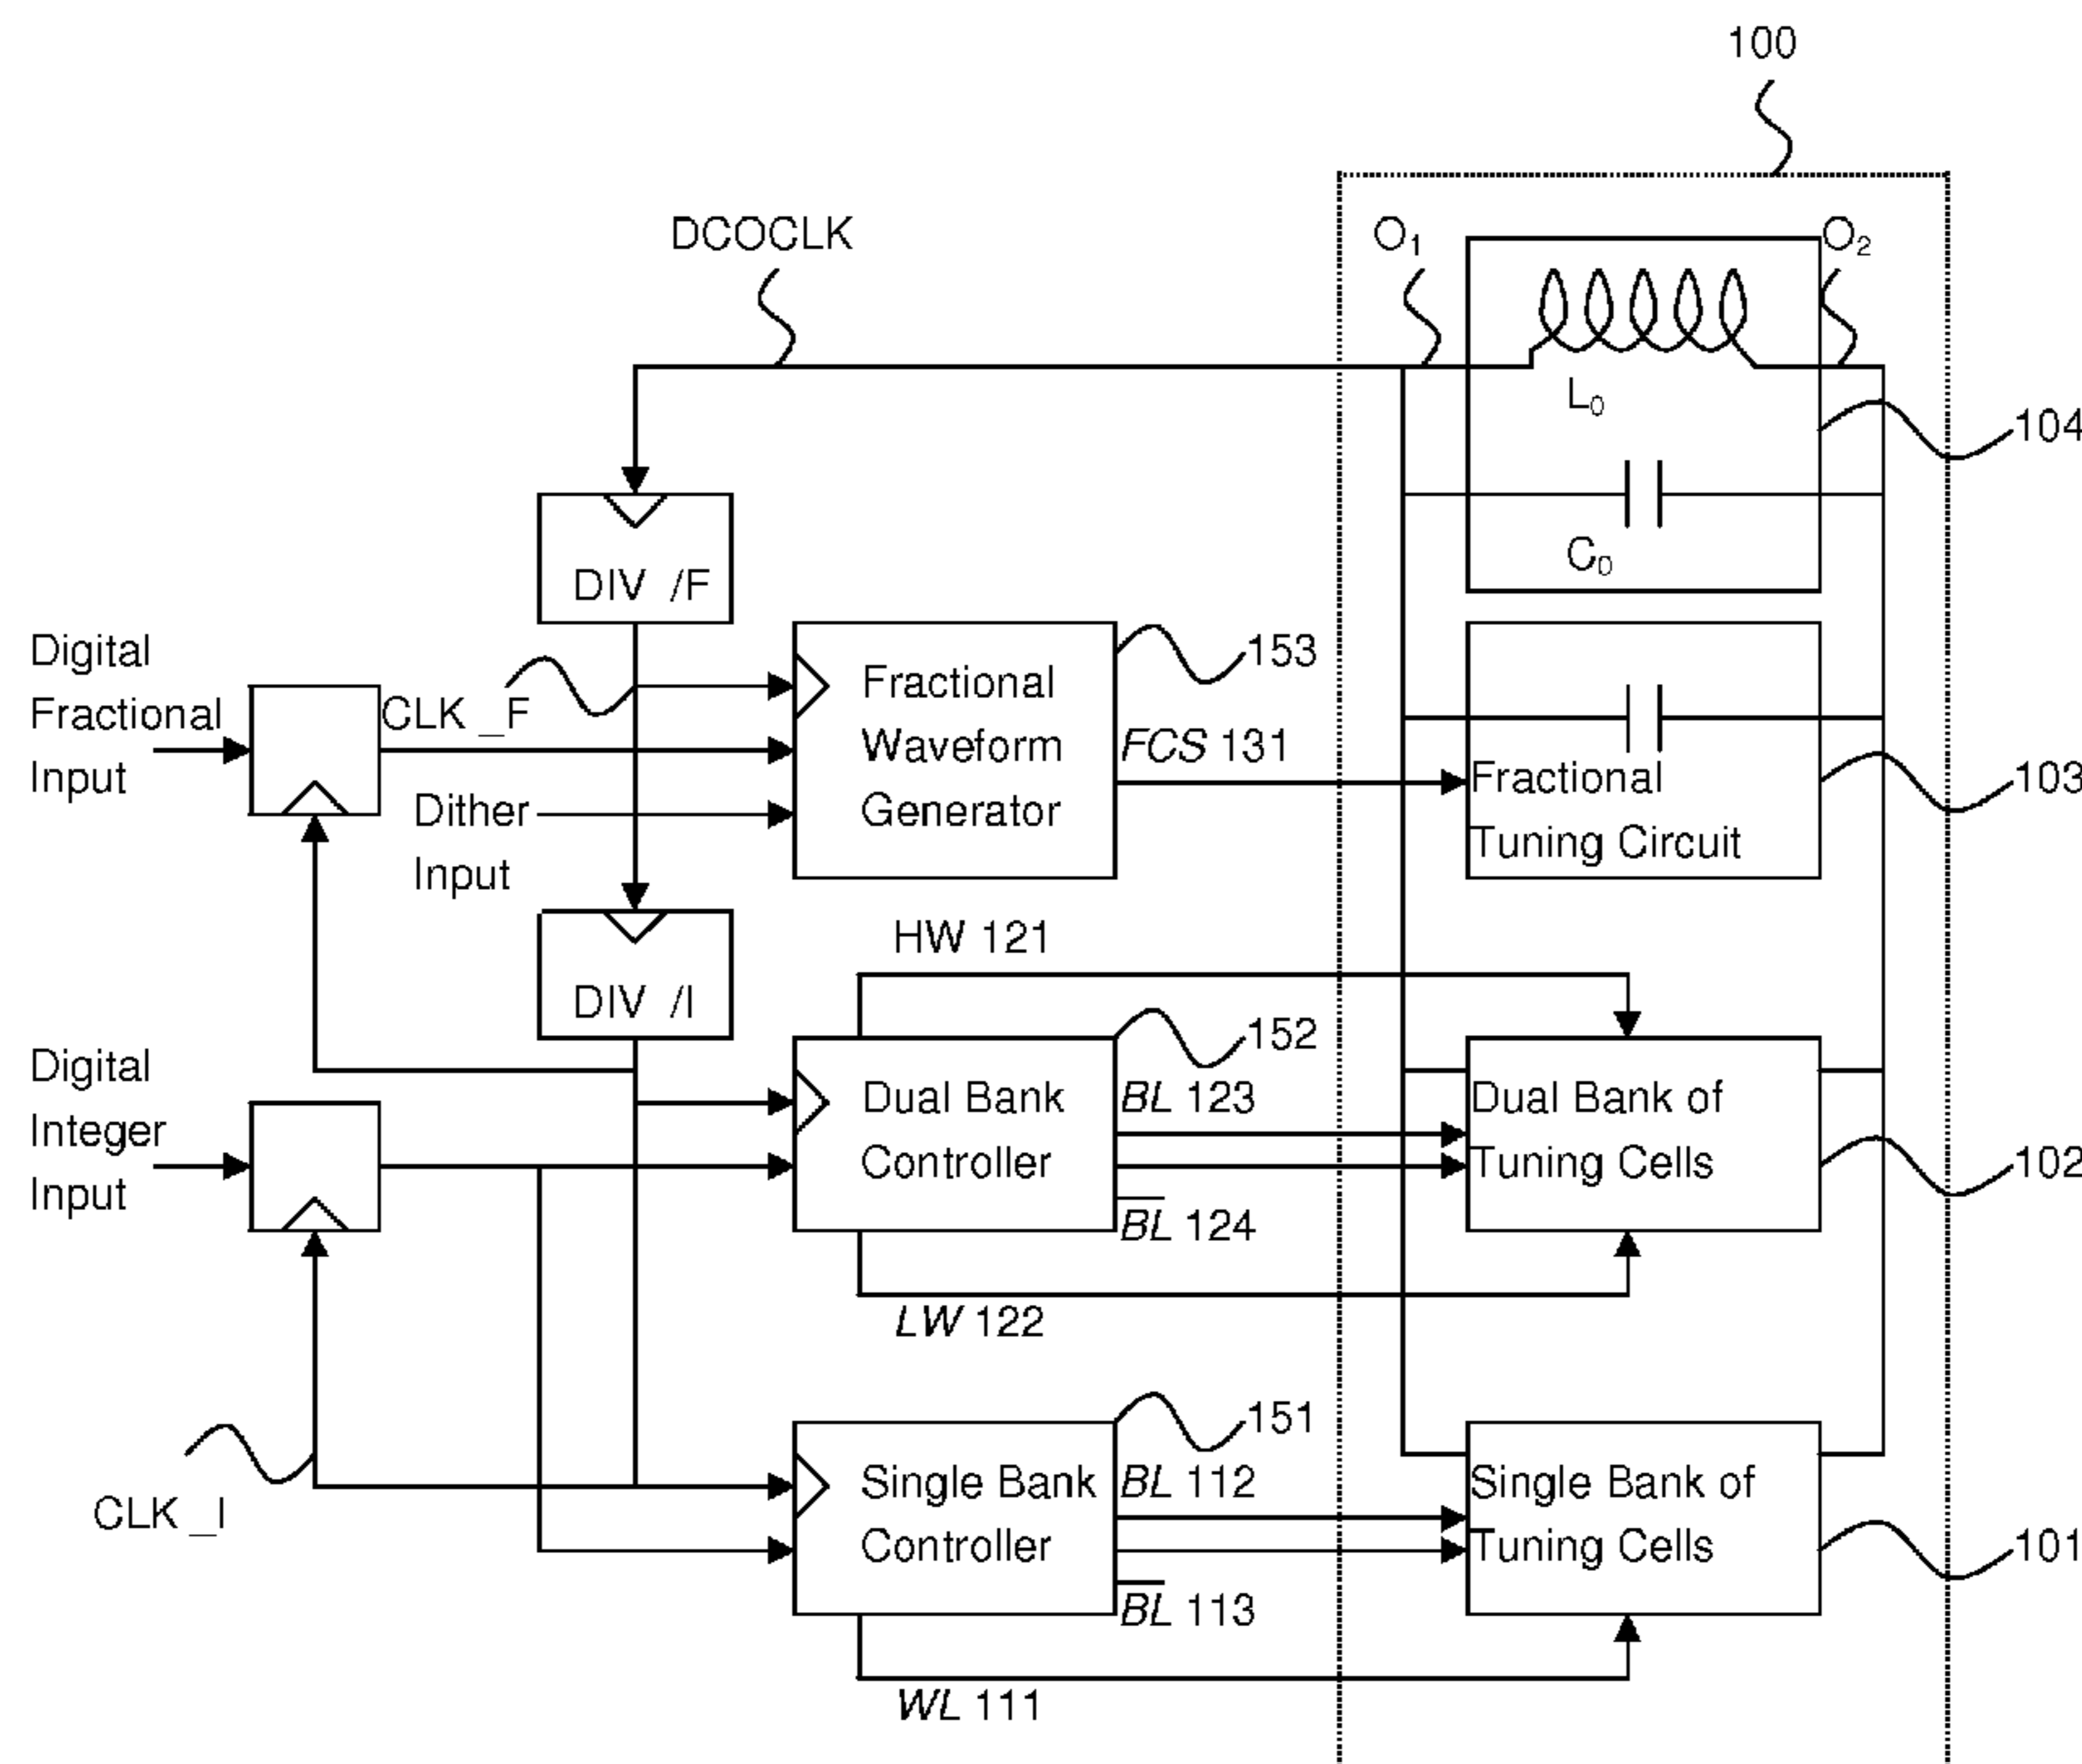 100
DCOCLK
O1
O2
L0
104
C0
DIV /F
Digital
Fractional
Input
CLK _F
Dither
Input
Fractional
Waveform
Generator
153
FCS 131
Fractional
Tuning Circuit
103
DIV /I
HW 121
Digital
Integer
Input
Dual Bank
Controller
152
BL 123
BL 124
LW 122
Dual Bank of
Tuning Cells
102
CLK _I
Single Bank
Controller
151
BL 112
BL 113
WL 111
Single Bank of
Tuning Cells
101